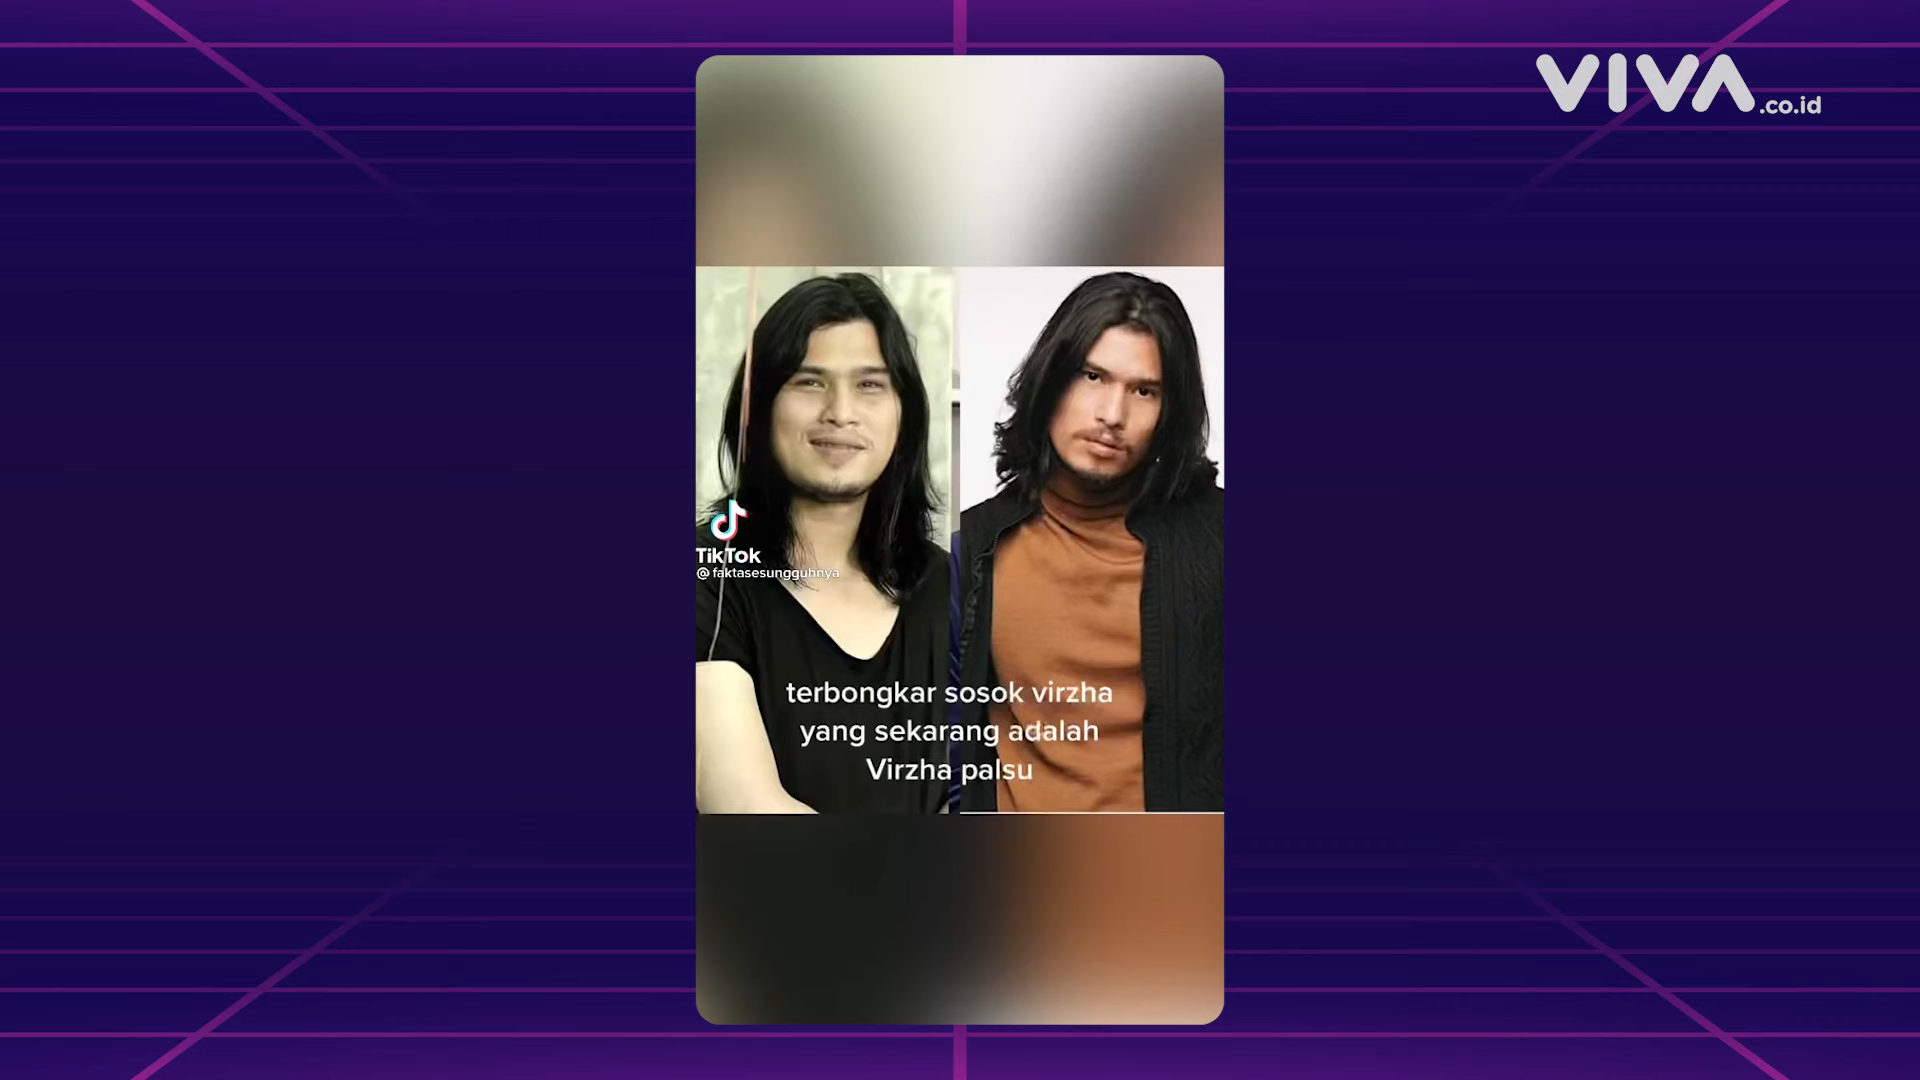 VIVA.co.id
TikTok
@ faktasesungguhnya
terbongkar sosok virzha
yang sekarang adalah
Virzha palsu